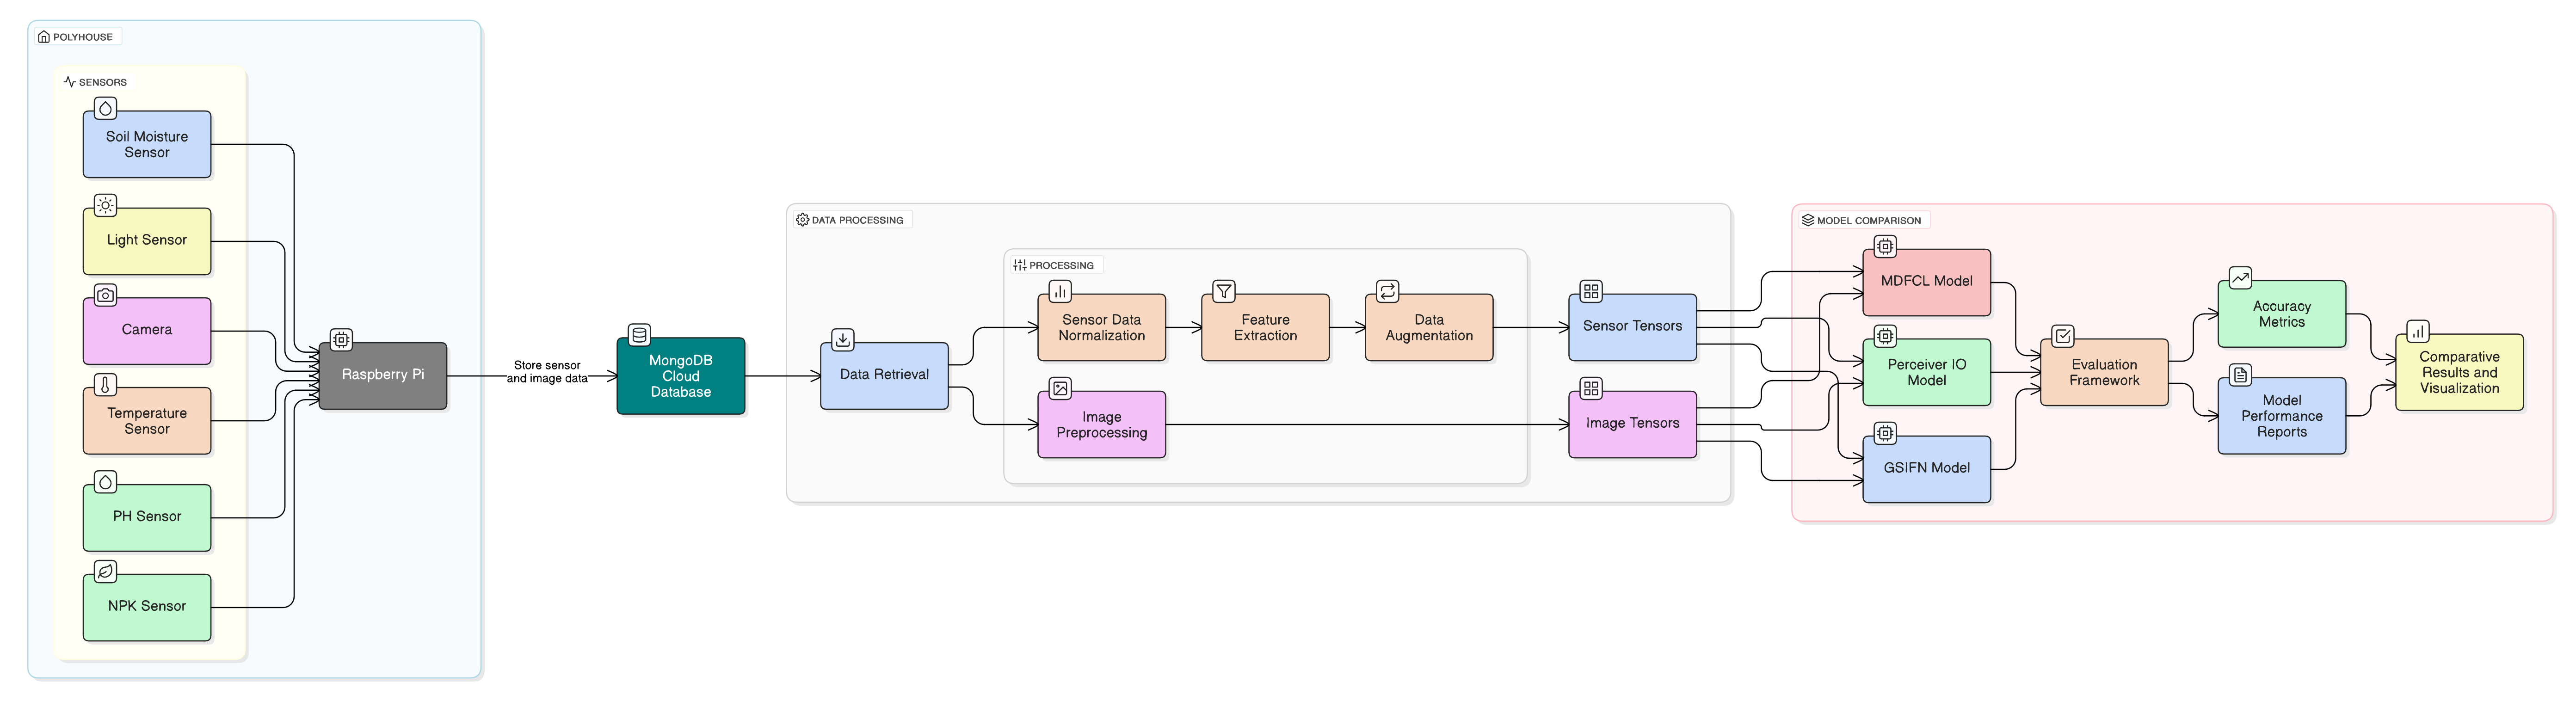 POLYHOUSE
SENSORS
Soil Moisture
Sensor
Light Sensor
Camera
Temperature
Sensor
PH Sensor
NPK Sensor
Raspberry Pi
Store sensor
and image data
MongoDB
Cloud
Database
DATA PROCESSING
Data Retrieval
PROCESSING
Sensor Data
Normalization
Feature
Extraction
Data
Augmentation
Image
Preprocessing
Sensor Tensors
Image Tensors
MODEL COMPARISON
MDFCL Model
Perceiver IO
Model
GSIFN Model
Evaluation
Framework
Accuracy
Metrics
Model
Performance
Reports
Comparative
Results and
Visualization